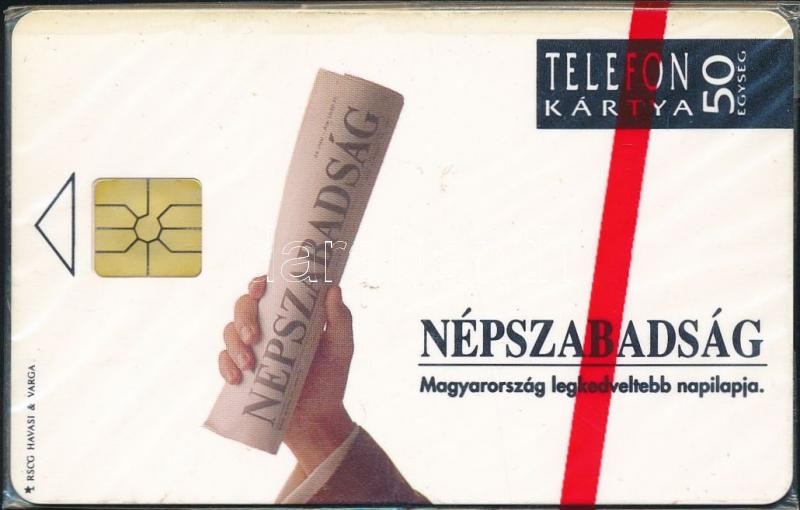 TELEFON
KÁRTYA
50
EGYSÉG
NÉPSZABADSÁG
NÉPSZABADSÁG
Magyarország legkedveltebb napilapja.
RSCG HAVASI & VARGA